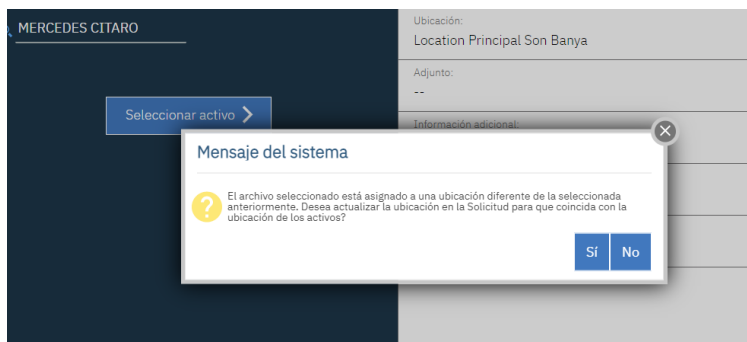 MERCEDES CITARO
Seleccionar activo
Ubicación:
Location Principal Son Banya
Adjunto:
--
Información adicional:
Mensaje del sistema
El archivo seleccionado está asignado a una ubicación diferente de la seleccionada
anteriormente. Desea actualizar la ubicación en la Solicitud para que coincida con la
ubicación de los activos?
Sí
No